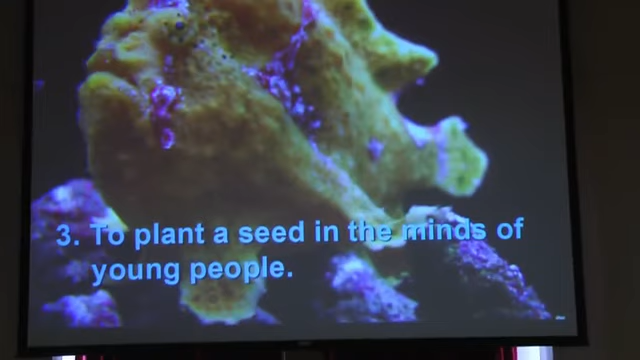 3. To plant a seed in the minds of
young people.